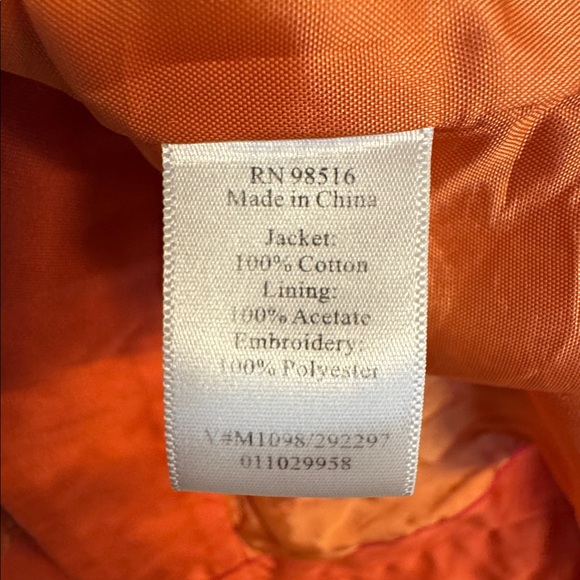 RN 98516
Made in China
Jacket:
100% Cotton
Lining:
100% Acetate
Embroidery:
100% Polyester
V#M1098/292297
011029958